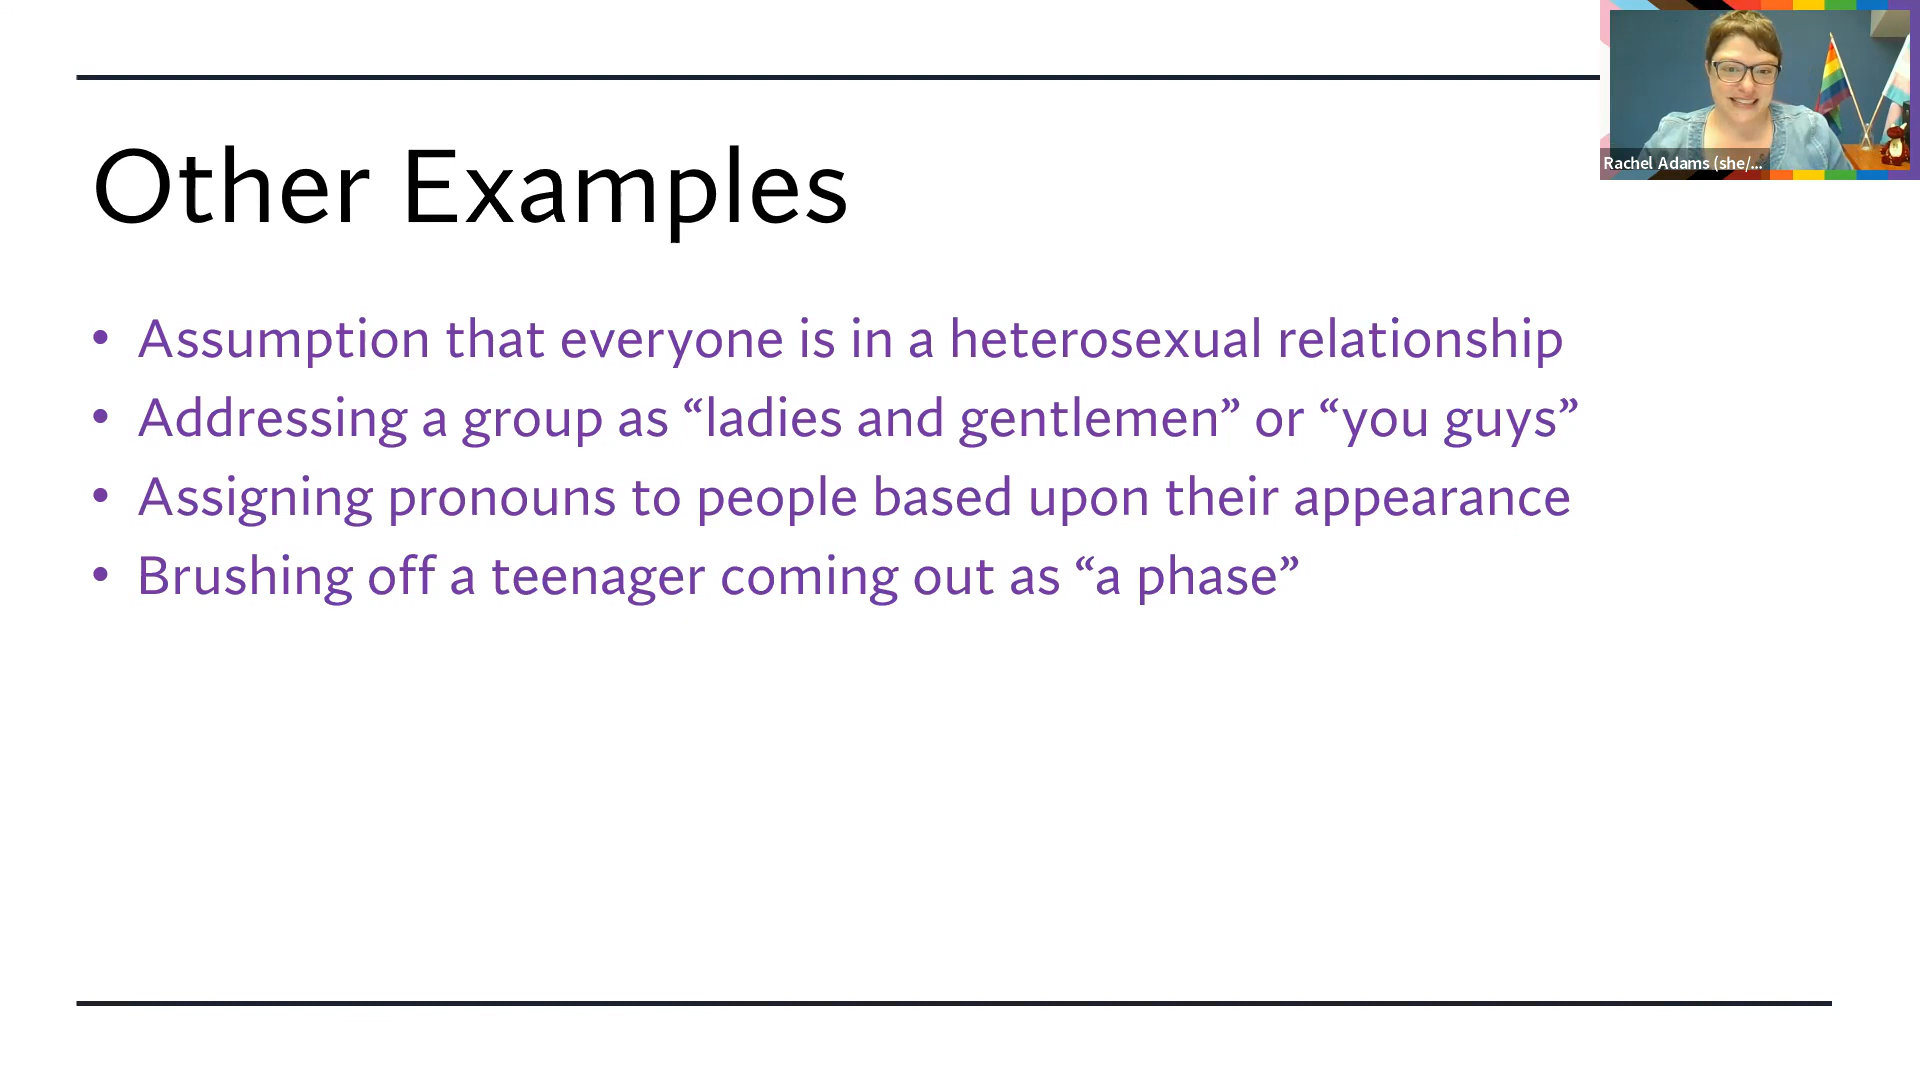 Rachel Adams (she/...
Other Examples
• Assumption that everyone is in a heterosexual relationship
• Addressing a group as “ladies and gentlemen” or “you guys”
• Assigning pronouns to people based upon their appearance
• Brushing off a teenager coming out as “a phase”